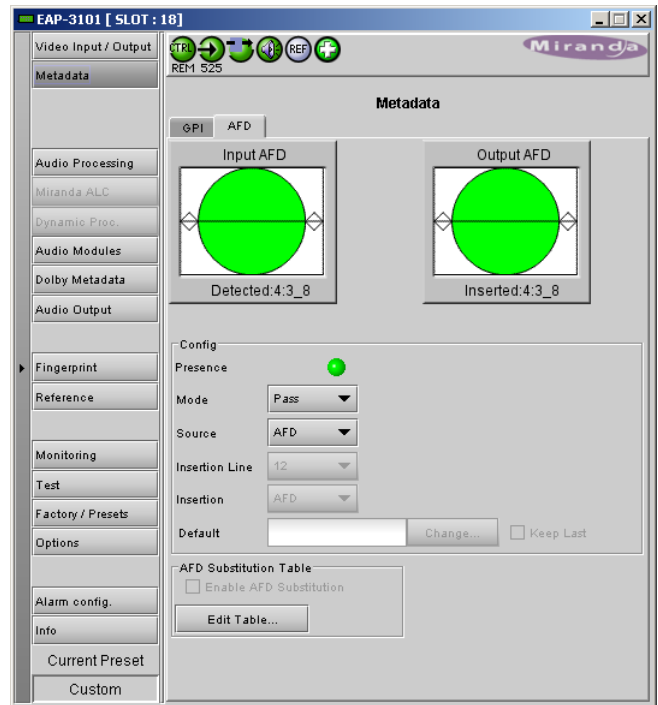 EAP-3101 [ SLOT : 18]
Video Input / Output
Metadata
Audio Processing
Miranda ALC
Dynamic Proc.
Audio Modules
Dolby Metadata
Audio Output
Fingerprint
Reference
Monitoring
Test
Factory / Presets
Options
Alarm config.
Info
Current Preset
Custom
CTRL
REF
REM 525
Miranda
Metadata
GPI
AFD
Input AFD
Detected:4:3_8
Output AFD
Inserted:4:3_8
Config
Presence
Mode
Pass
Source
AFD
Insertion Line
12
Insertion
AFD
Default
Change...
Keep Last
AFD Substitution Table
Enable AFD Substitution
Edit Table...